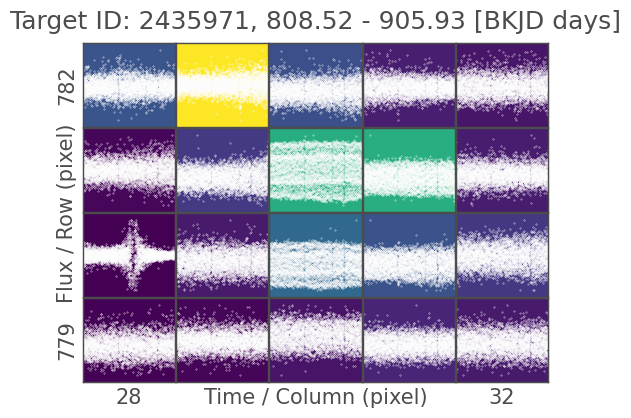 Target ID: 2435971, 808.52 - 905.93 [BKJD days]
782
Flux / Row (pixel)
779
28 Time / Column (pixel) 32